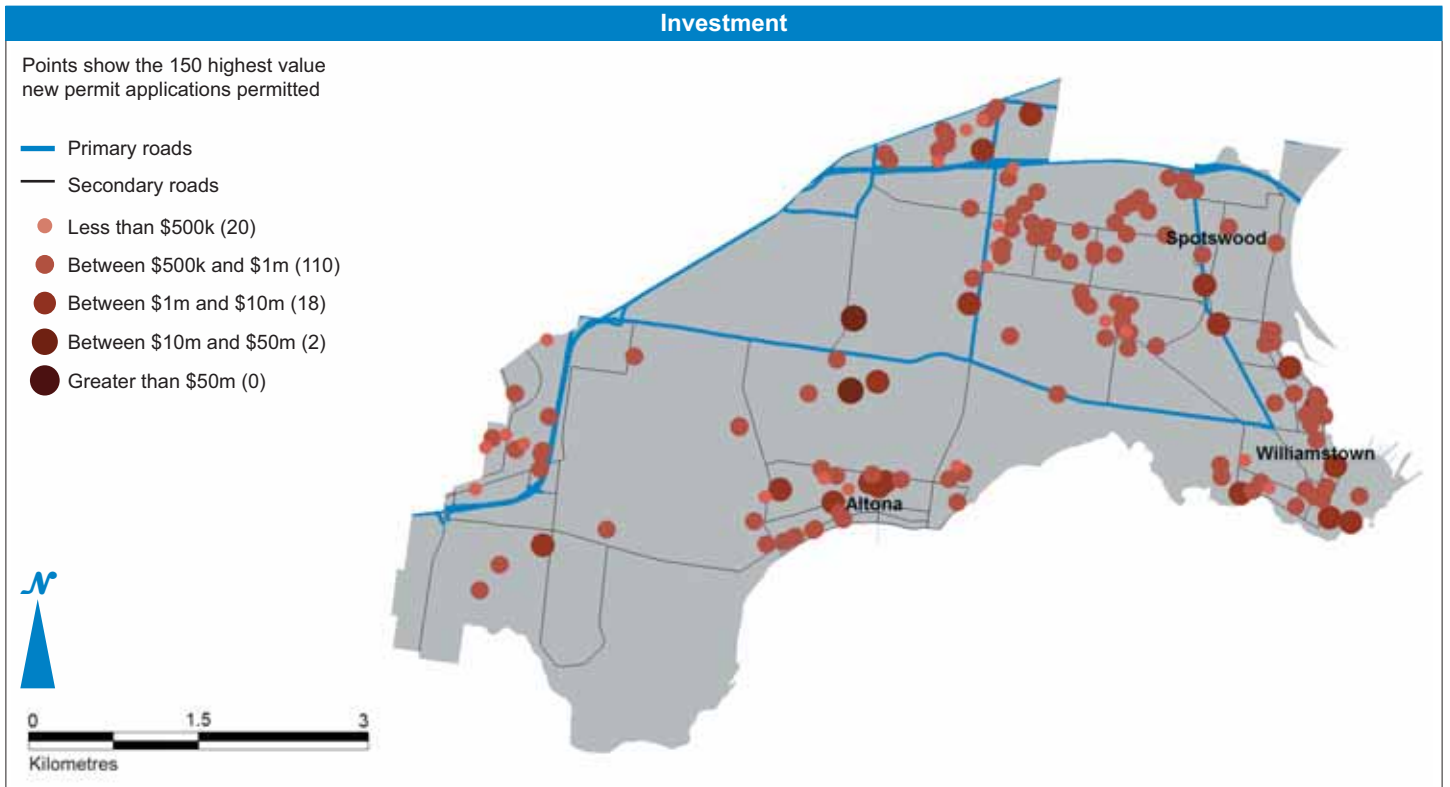 Investment
Points show the 150 highest value
new permit applications permitted
Primary roads
Secondary roads
Less than $500k (20)
Between $500k and $1m (110)
Between $1m and $10m (18)
Between $10m and $50m (2)
Greater than $50m (0)
Spotswood
Williamstown
Altona
N
0 1.5 3
Kilometres